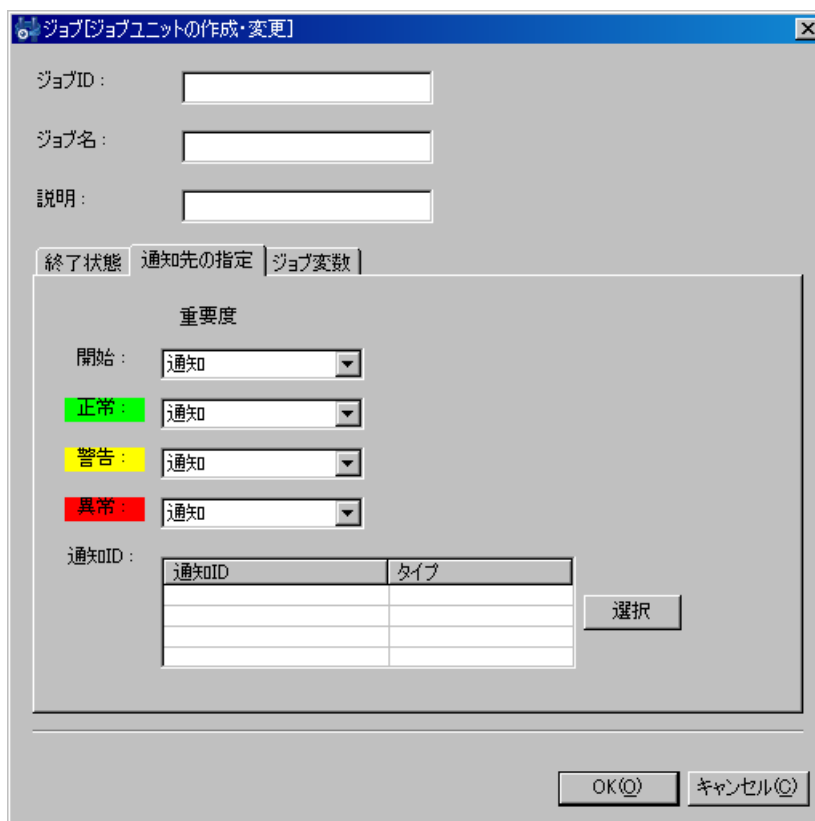 ジョブ[ジョブユニットの作成・変更]
ジョブID：
ジョブ名：
説明：
終了状態 通知先の指定 ジョブ変数
重要度
開始： 通知
正常： 通知
警告： 通知
異常： 通知
通知ID：
通知ID タイプ
選択
OK(O) キャンセル(C)